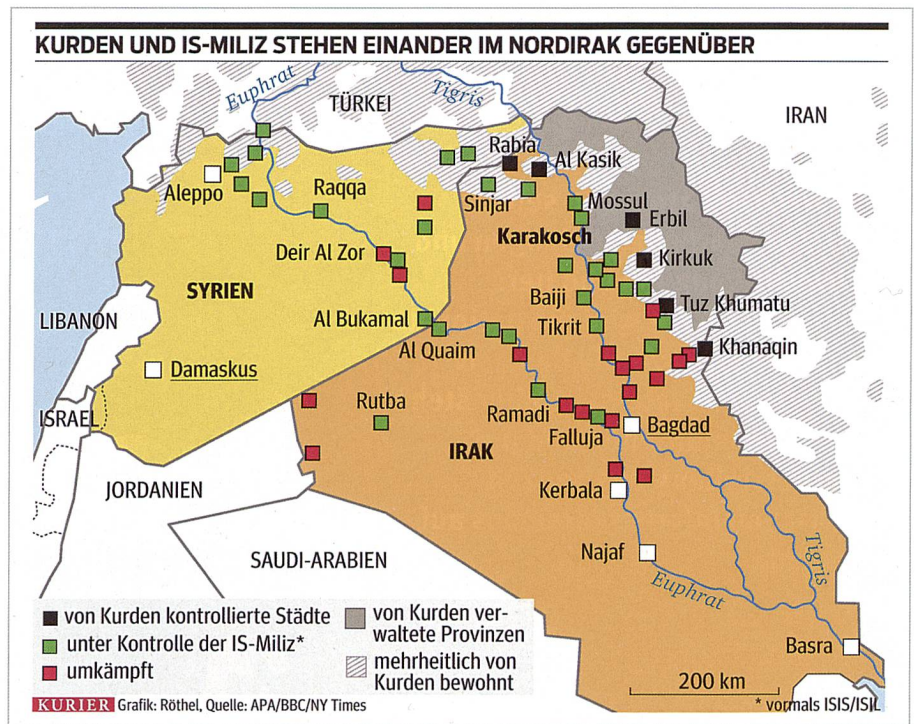 KURDEN UND IS-MILIZ STEHEN EINANDER IM NORDIRAK GEGENÜBER
Euphrat
Tigris
TÜRKEI
IRAN
Rabia
Al Kasik
Aleppo
Raqqa
Sinjar
Mossul
Erbil
Karakosch
Deir Al Zor
Kirkuk
SYRIEN
Baiji
Tuz Khumatu
LIBANON
Al Bukamal
Tikrit
Al Quaim
Khanaqin
Damaskus
ISRAEL
Rutba
Ramadi
Falluja
Bagdad
IRAK
JORDANIEN
Kerbala
SAUDI-ARABIEN
Najaf
Tigris
Euphrat
Basra
von Kurden kontrollierte Städte
unter Kontrolle der IS-Miliz*
umkämpft
von Kurden ver-
waltete Provinzen
mehrheitlich von
Kurden bewohnt
200 km
KURIER Grafik: Röthel, Quelle: APA/BBC/NY Times
* vormals ISIS/ISIL